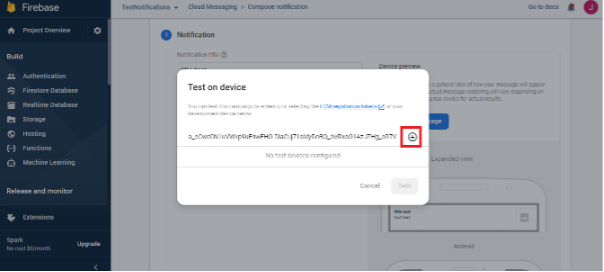 Firebase
TestNotifications
Cloud Messaging > Compose notification
Go to docs
J
Project Overview
1 Notification
Notification title
Device preview
Build
Authentication
Firestore Database
Realtime Database
Storage
Hosting
Functions
Machine Learning
Test on device
You can test this campaign by entering or selecting the FCM registration tokens of your
development device below.
No test devices configured
Cancel
Test
Expanded view
Release and monitor
Extensions
Android
Spark
No cost $0/month
Upgrade